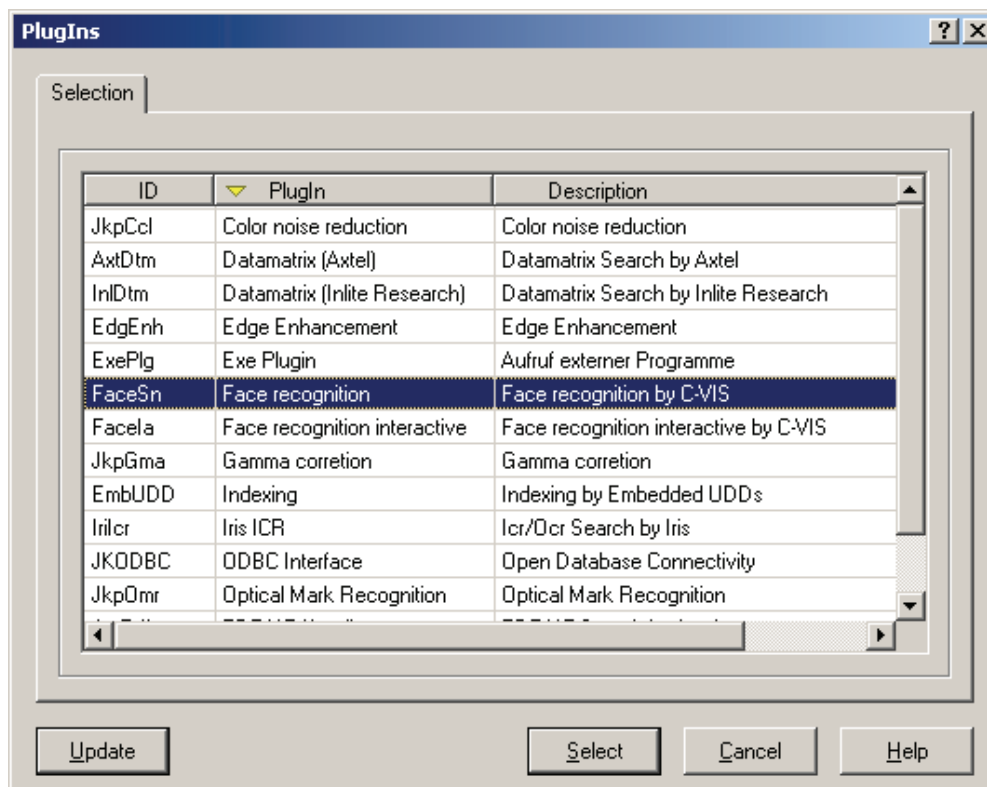 PlugIns
Selection
ID PlugIn Description
JkpCcl Color noise reduction Color noise reduction
AxtDtm Datamatrix (Axtel) Datamatrix Search by Axtel
InlDtm Datamatrix (Inlite Research) Datamatrix Search by Inlite Research
EdgEnh Edge Enhancement Edge Enhancement
ExePlg Exe Plugin Aufruf externer Programme
FaceSn Face recognition Face recognition by C-VIS
FaceIa Face recognition interactive Face recognition interactive by C-VIS
JkpGma Gamma corretion Gamma corretion
EmbUDD Indexing Indexing by Embedded UDDs
IriIcr Iris ICR Icr/Ocr Search by Iris
JKODBC ODBC Interface Open Database Connectivity
JkpOmr Optical Mark Recognition Optical Mark Recognition
Update Select Cancel Help